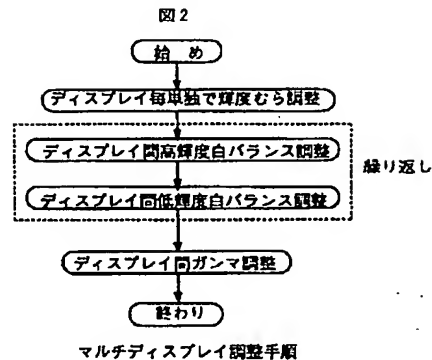 図2
始 め
ディスプレイ毎単独で輝度むら調整
ディスプレイ間高輝度白バランス調整
繰り返し
ディスプレイ間低輝度白バランス調整
ディスプレイ間ガンマ調整
終わり
マルチディスプレイ調整手順